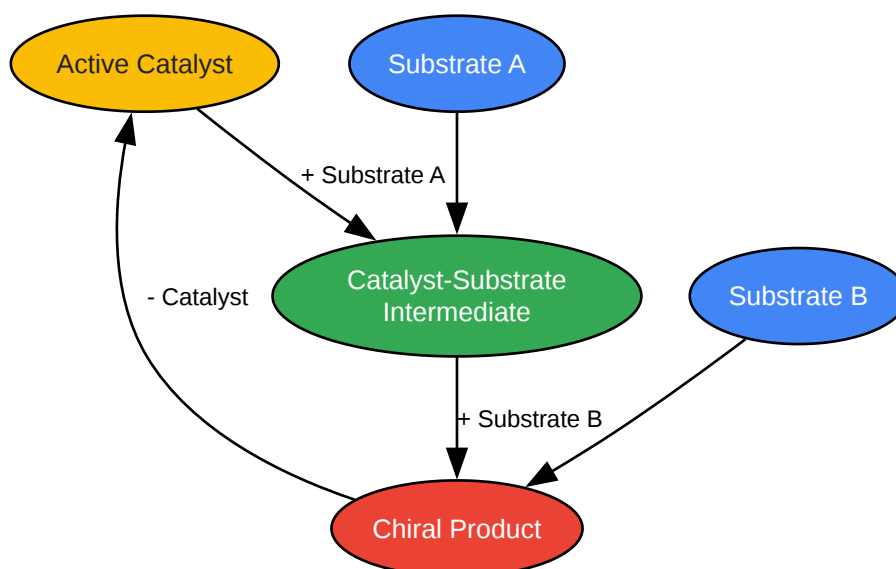 Active Catalyst
Substrate A
+ Substrate A
Catalyst-Substrate
Intermediate
Substrate B
- Catalyst
+ Substrate B
Chiral Product